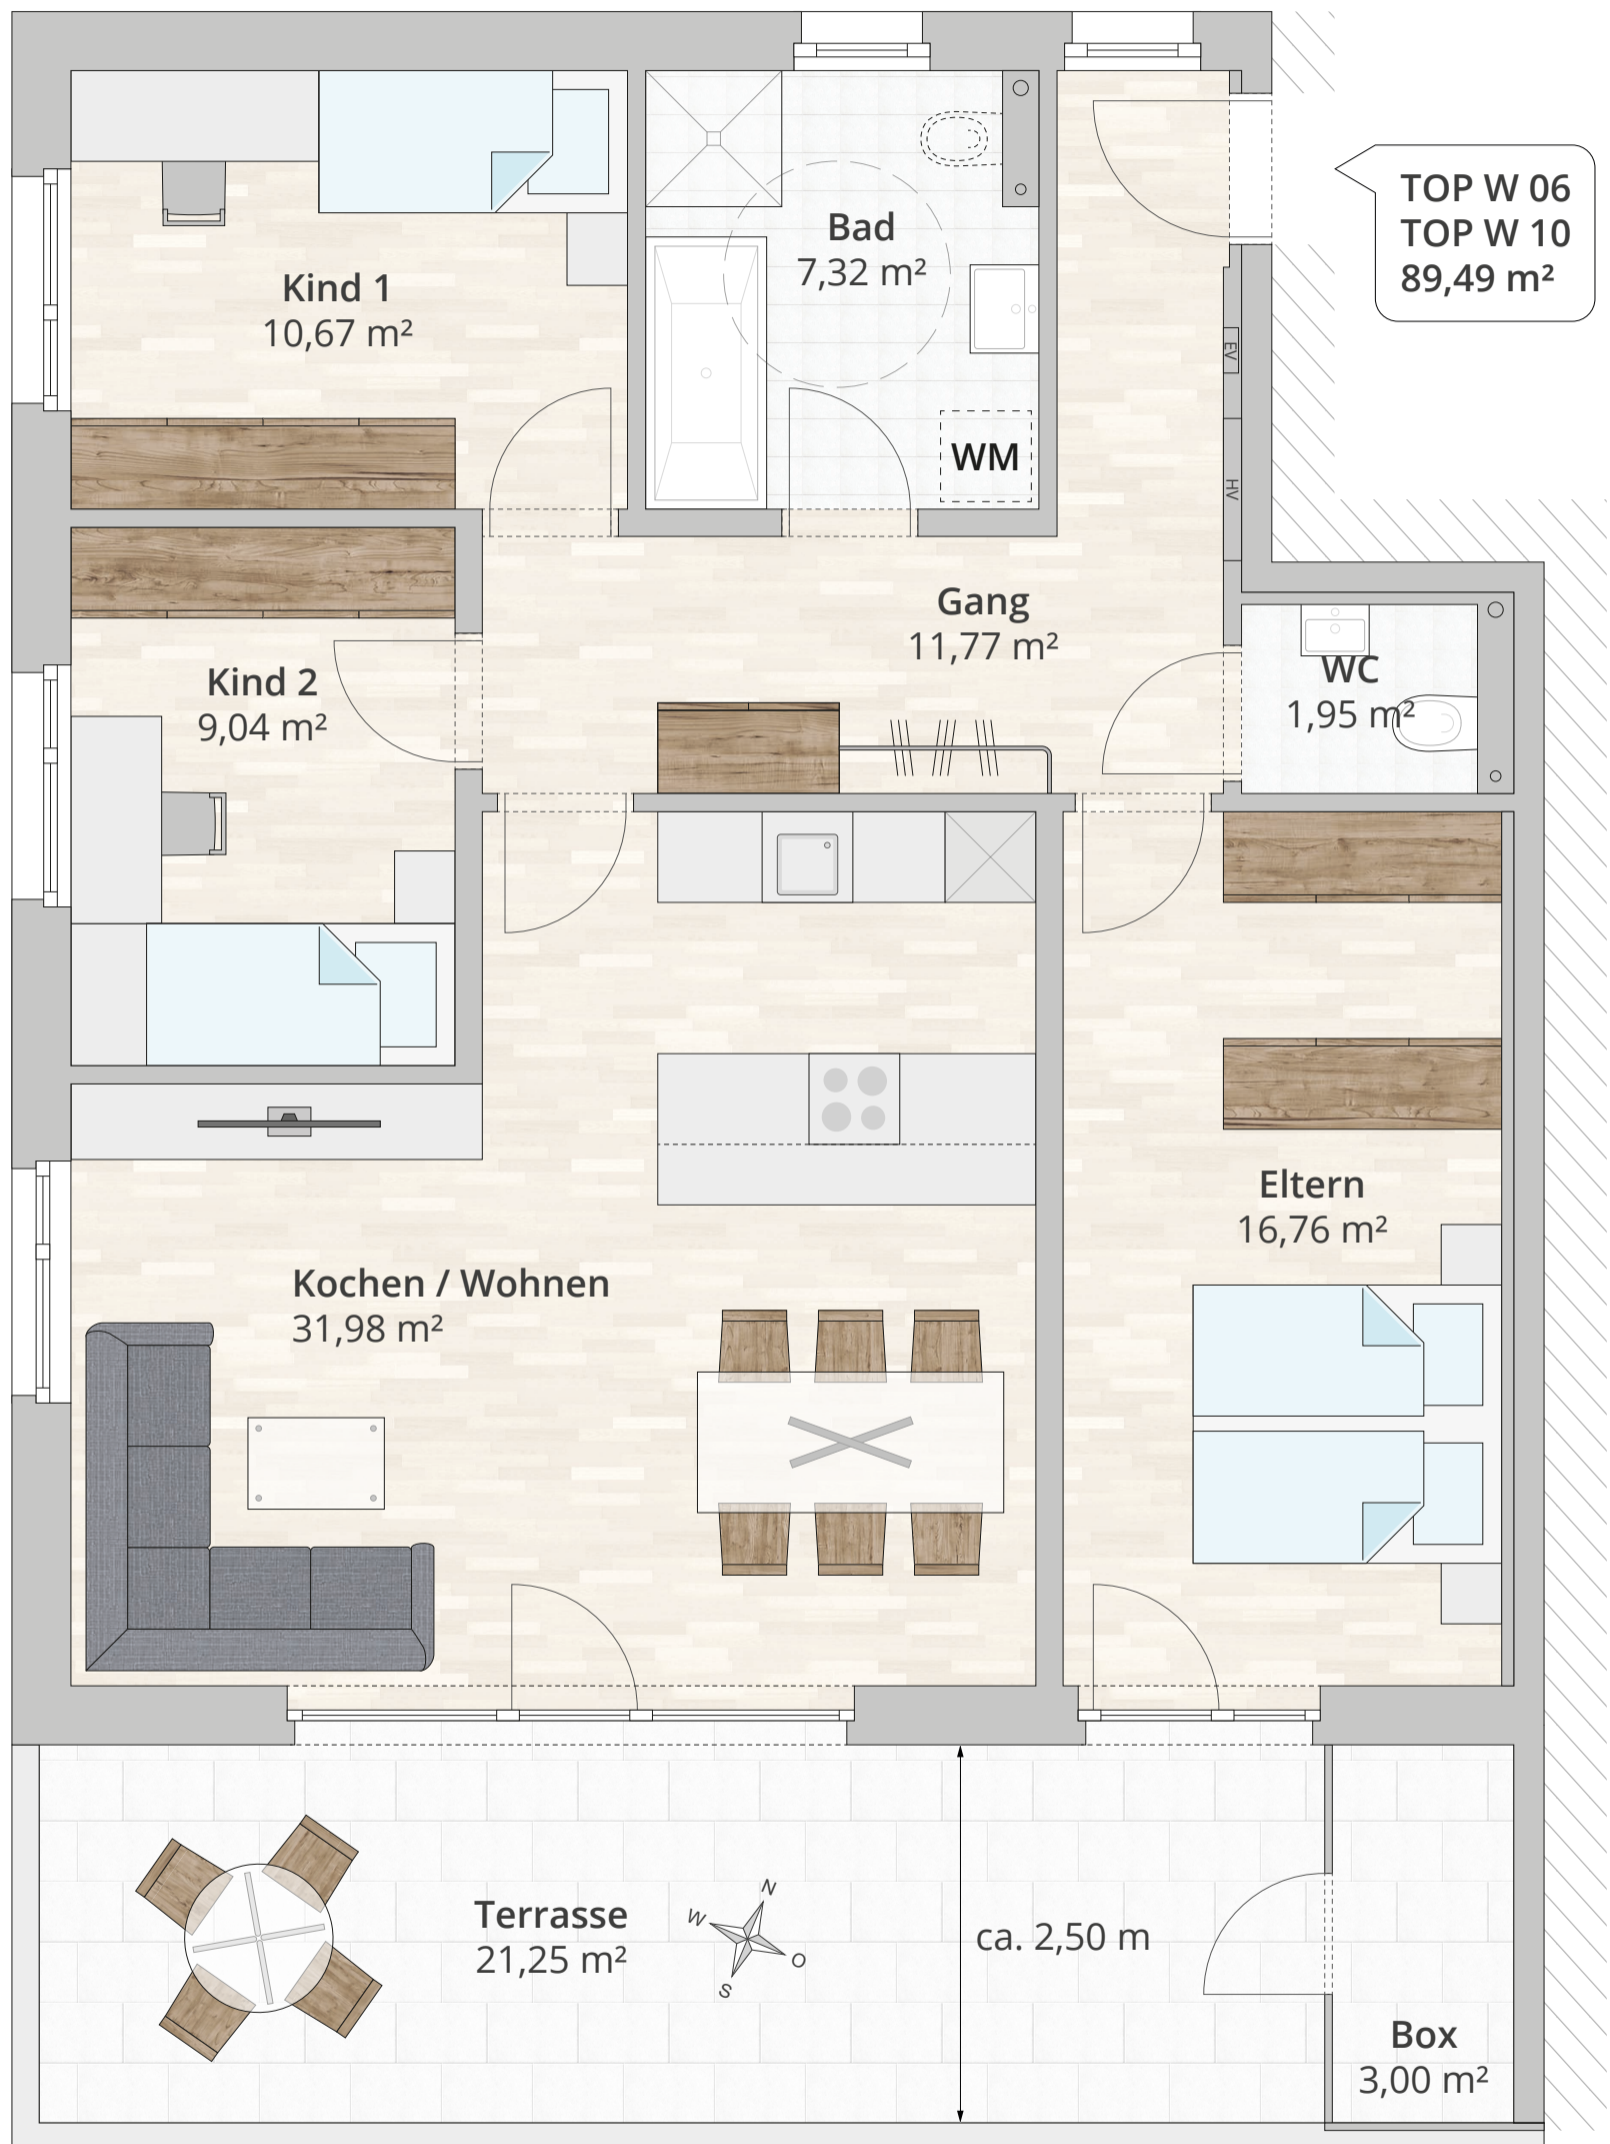 TOP W 06
TOP W 10
89,49 m²
Bad
7,32 m²
Kind 1
10,67 m²
EV
WM
HV
Gang
11,77 m²
WC
1,95 m²
Kind 2
9,04 m²
Eltern
16,76 m²
Kochen / Wohnen
31,98 m²
Terrasse
21,25 m²
N
W
O
S
ca. 2,50 m
Box
3,00 m²